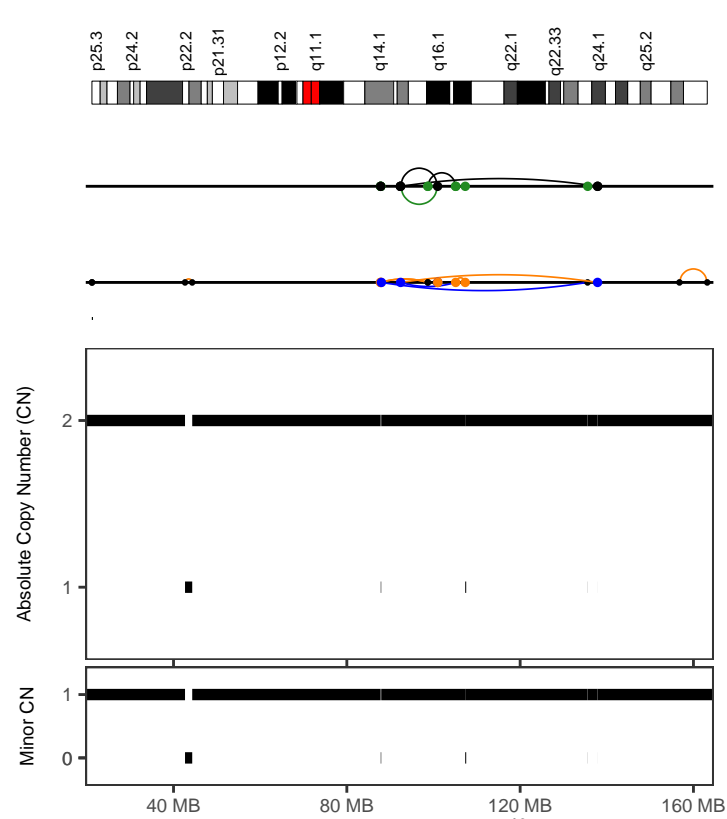 p25.3 p24.2 p22.2 p21.31 p12.2 q11.1 q14.1 q16.1 q22.1 q22.33 q24.1 q25.2
Absolute Copy Number (CN)
2
1
Minor CN
1
0
40 MB 80 MB 120 MB 160 MB